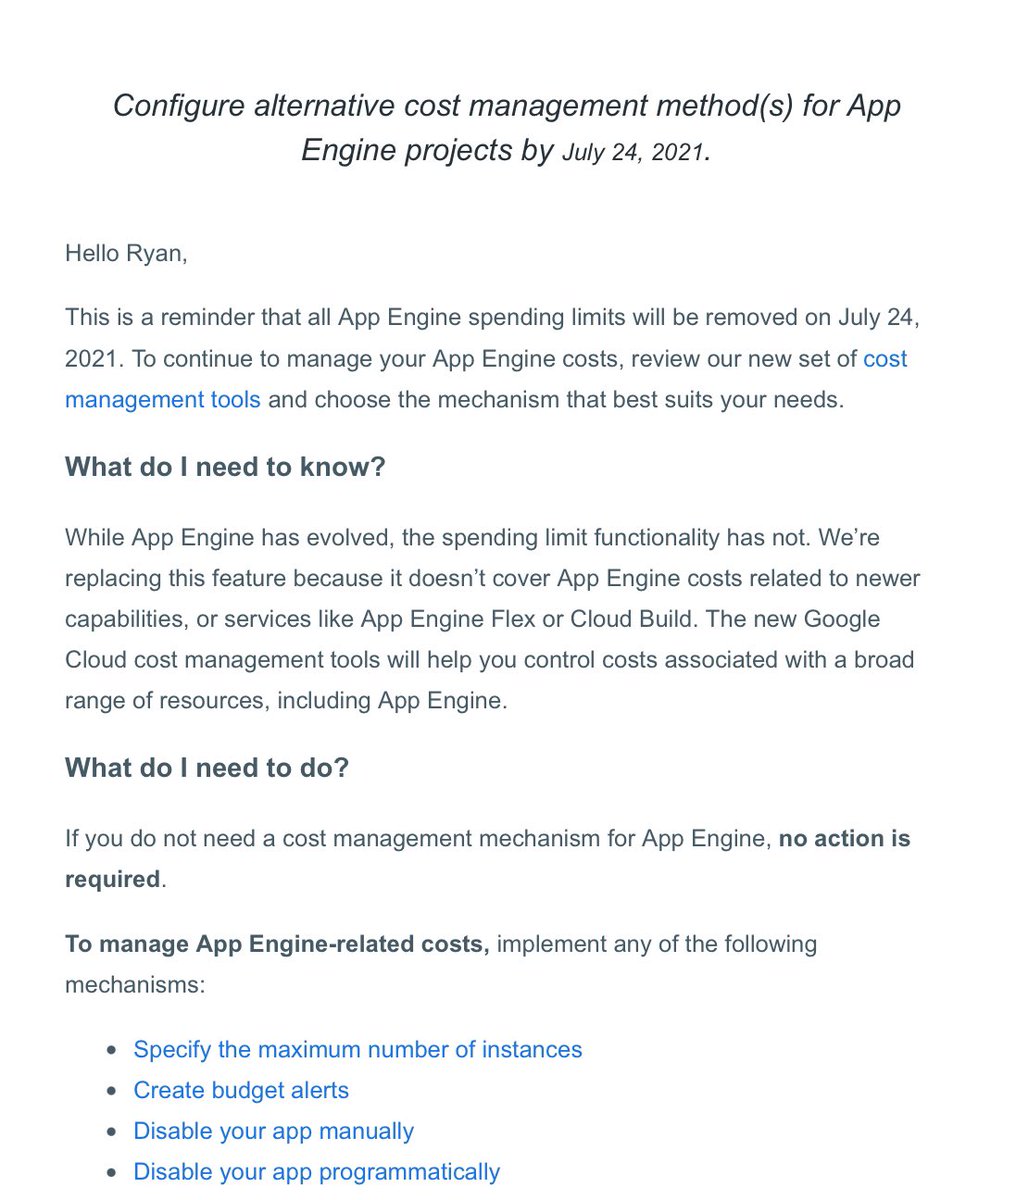 Configure alternative cost management method(s) for App
Engine projects by July 24, 2021.
Hello Ryan,
This is a reminder that all App Engine spending limits will be removed on July 24,
2021. To continue to manage your App Engine costs, review our new set of cost
management tools and choose the mechanism that best suits your needs.
What do I need to know?
While App Engine has evolved, the spending limit functionality has not. We’re
replacing this feature because it doesn’t cover App Engine costs related to newer
capabilities, or services like App Engine Flex or Cloud Build. The new Google
Cloud cost management tools will help you control costs associated with a broad
range of resources, including App Engine.
What do I need to do?
If you do not need a cost management mechanism for App Engine, no action is
required.
To manage App Engine-related costs, implement any of the following
mechanisms:
• Specify the maximum number of instances
• Create budget alerts
• Disable your app manually
• Disable your app programmatically